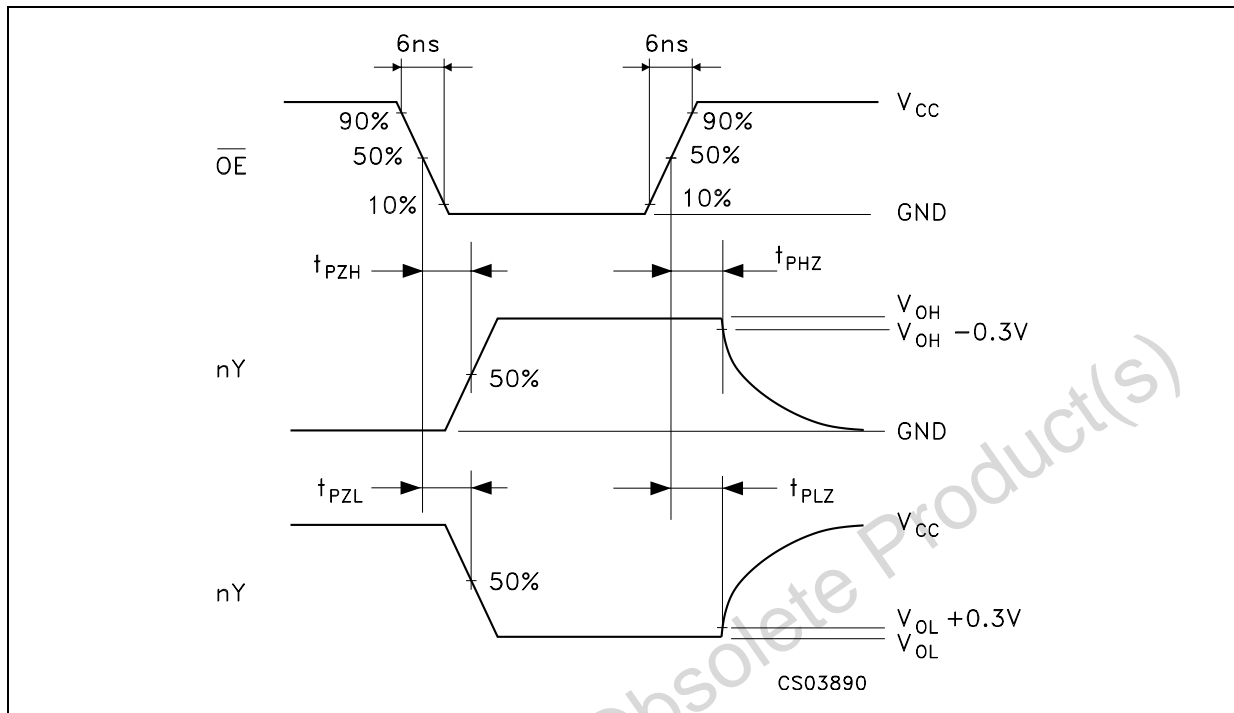 6ns 6ns
V_CC
90% 90%
50% 50%
O̅E̅
10% 10%
GND
t_PZH t_PHZ
V_OH
V_OH −0.3V
nY
50%
GND
t_PZL t_PLZ
V_CC
50%
nY
V_OL +0.3V
V_OL
CS03890
Obsolete Product(s)